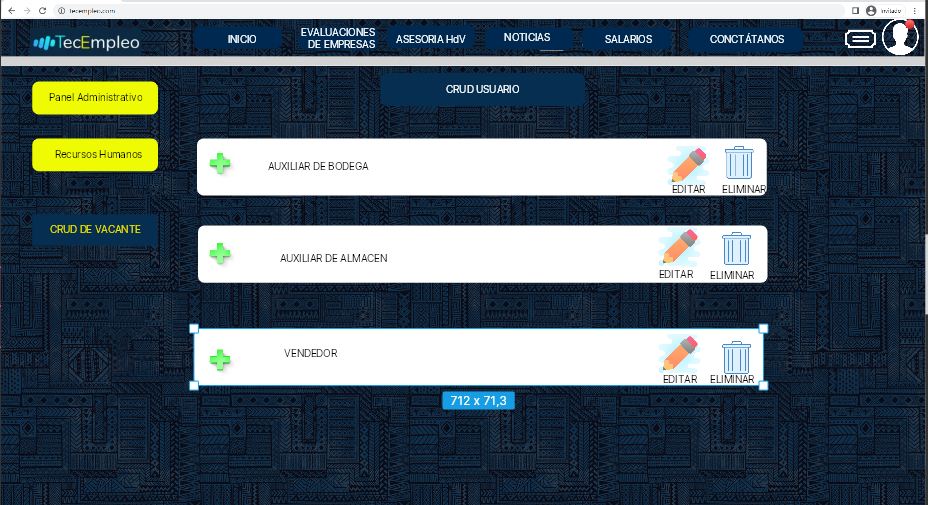 Tecempleo.com
Invitado
TecEmpleo
INICIO
EVALUACIONES
DE EMPRESAS
ASESORIA HdV
NOTICIAS
SALARIOS
CONCTÁTANOS
Panel Administrativo
CRUD USUARIO
Recursos Humanos
AUXILIAR DE BODEGA
EDITAR
ELIMINAR
CRUD DE VACANTE
AUXILIAR DE ALMACEN
EDITAR
ELIMINAR
VENDEDOR
EDITAR
ELIMINAR
712 x 71,3